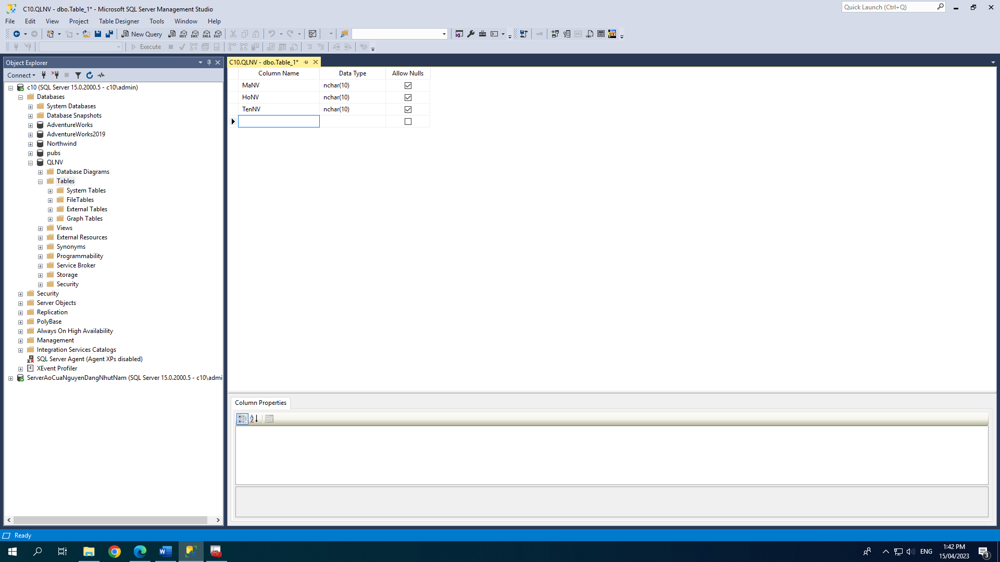 C10.QLNV - dbo.Table_1* - Microsoft SQL Server Management Studio
Quick Launch (Ctrl+Q)
File Edit View Project Table Designer Tools Window Help
New Query MDX DMX XMLA DAX
Execute
Object Explorer
C10.QLNV - dbo.Table_1*
Connect
Column Name Data Type Allow Nulls
MaNV nchar(10)
HoNV nchar(10)
TenNV nchar(10)
c10 (SQL Server 15.0.2000.5 - c10\admin)
Databases
System Databases
Database Snapshots
AdventureWorks
AdventureWorks2019
Northwind
pubs
QLNV
Database Diagrams
Tables
System Tables
FileTables
External Tables
Graph Tables
Views
External Resources
Synonyms
Programmability
Service Broker
Storage
Security
Security
Server Objects
Replication
PolyBase
Always On High Availability
Management
Integration Services Catalogs
SQL Server Agent (Agent XPs disabled)
XEvent Profiler
ServerAoCuaNguyenDangNhutNam (SQL Server 15.0.2000.5 - c10\admi
Column Properties
Ready
ENG
1:42 PM
15/04/2023
3